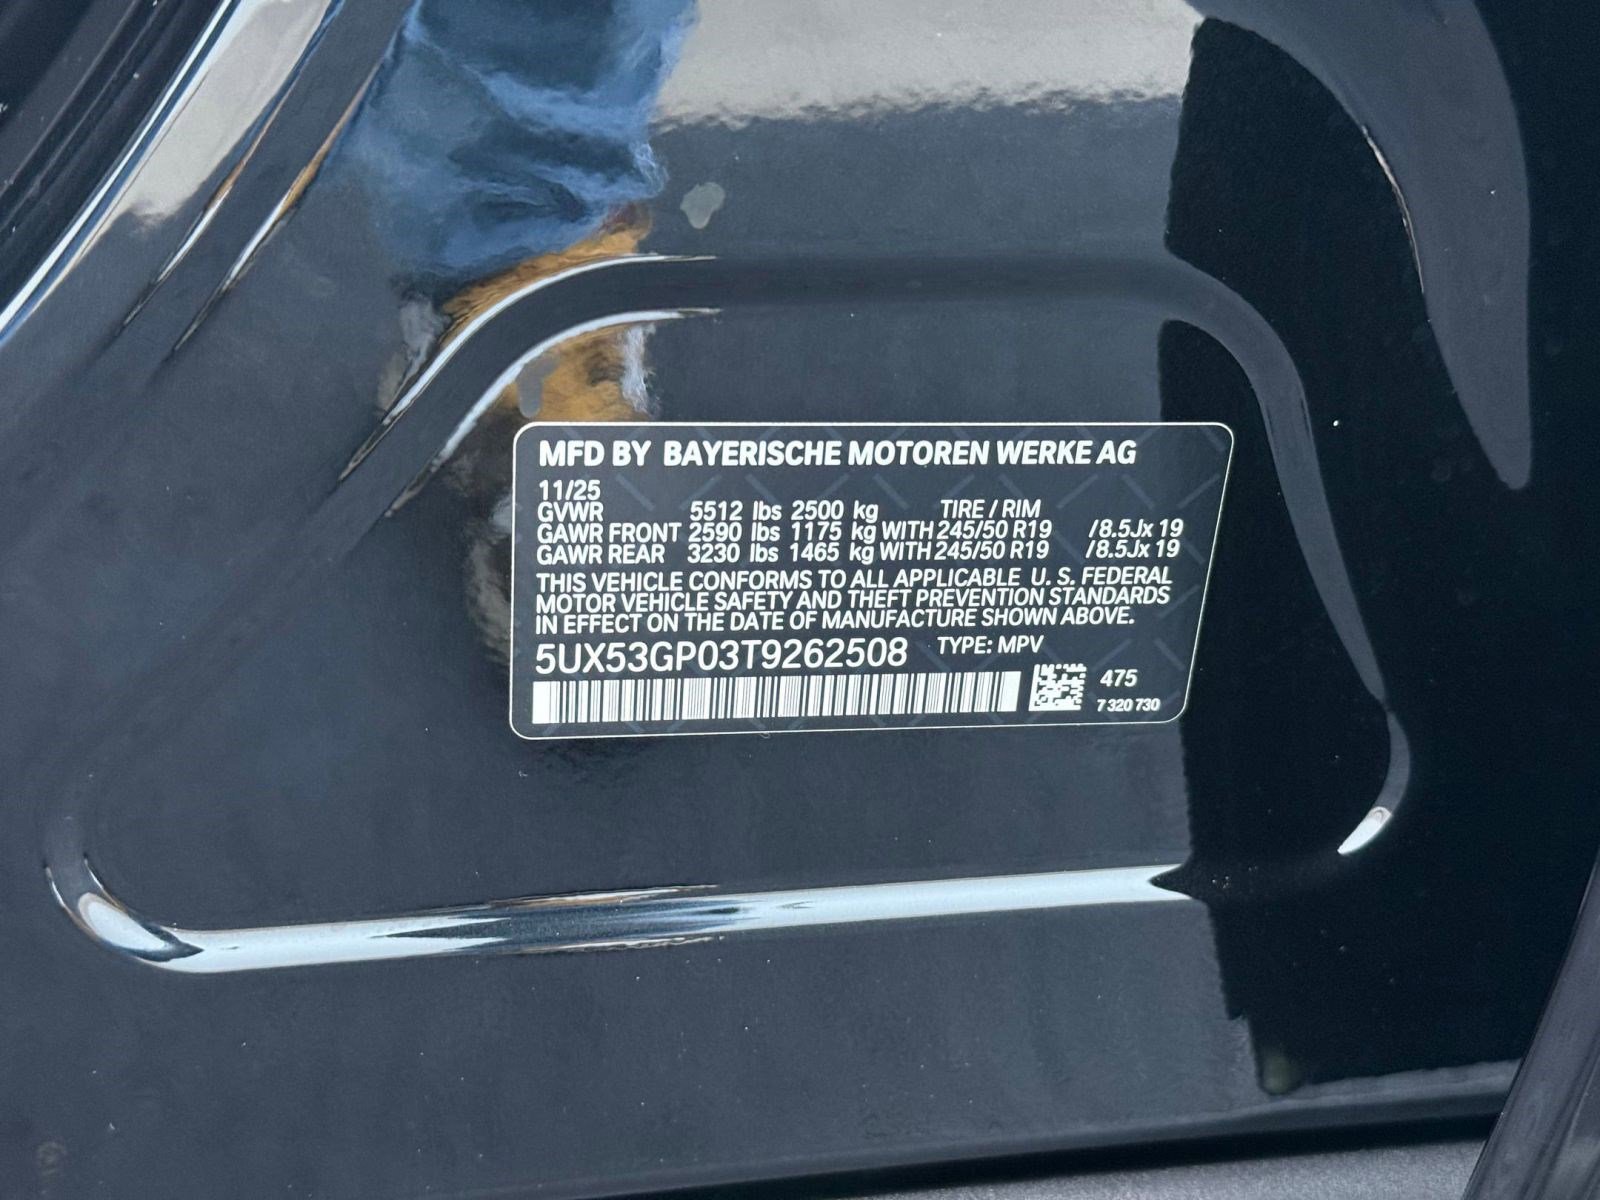 MFD BY BAYERISCHE MOTOREN WERKE AG
11/25
GVWR 5512 lbs 2500 kg TIRE / RIM
GAWR FRONT 2590 lbs 1175 kg WITH 245/50 R19 /8.5Jx 19
GAWR REAR 3230 lbs 1465 kg WITH 245/50 R19 /8.5Jx 19
THIS VEHICLE CONFORMS TO ALL APPLICABLE U. S. FEDERAL
MOTOR VEHICLE SAFETY AND THEFT PREVENTION STANDARDS
IN EFFECT ON THE DATE OF MANUFACTURE SHOWN ABOVE.
5UX53GP03T9262508 TYPE: MPV
475
7 320 730